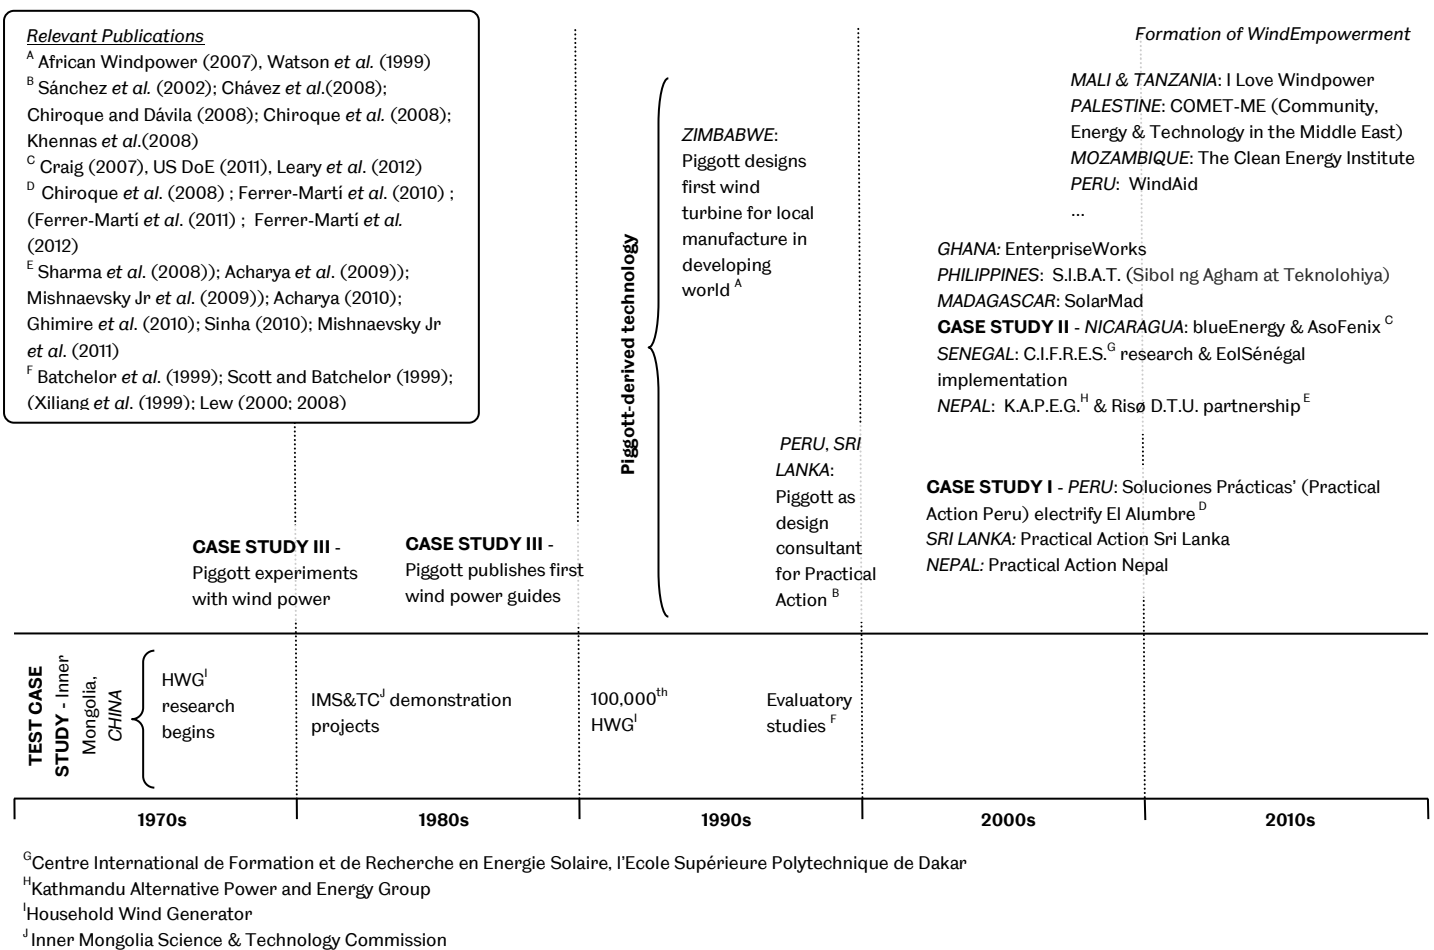 Relevant Publications
A African Windpower (2007), Watson et al. (1999)
B Sánchez et al. (2002); Chávez et al.(2008);
Chiroque and Dávila (2008); Chiroque et al. (2008);
Khennas et al.(2008)
C Craig (2007), US DoE (2011), Leary et al. (2012)
D Chiroque et al. (2008) ; Ferrer-Martí et al. (2010) ;
(Ferrer-Martí et al. (2011) ; Ferrer-Martí et al.
(2012)
E Sharma et al. (2008)); Acharya et al. (2009));
Mishnaevsky Jr et al. (2009)); Acharya (2010);
Ghimire et al. (2010); Sinha (2010); Mishnaevsky Jr
et al. (2011)
F Batchelor et al. (1999); Scott and Batchelor (1999);
(Xiliang et al. (1999); Lew (2000; 2008)
CASE STUDY III -
Piggott experiments
with wind power
CASE STUDY III -
Piggott publishes first
wind power guides
Piggott-derived technology
ZIMBABWE:
Piggott designs
first wind
turbine for local
manufacture in
developing
world A
PERU, SRI
LANKA:
Piggott as
design
consultant
for Practical
Action B
Formation of WindEmpowerment
MALI & TANZANIA: I Love Windpower
PALESTINE: COMET-ME (Community,
Energy & Technology in the Middle East)
MOZAMBIQUE: The Clean Energy Institute
PERU: WindAid
...
GHANA: EnterpriseWorks
PHILIPPINES: S.I.B.A.T. (Sibol ng Agham at Teknolohiya)
MADAGASCAR: SolarMad
CASE STUDY II - NICARAGUA: blueEnergy & AsoFenix C
SENEGAL: C.I.F.R.E.S.G research & EolSénégal
implementation
NEPAL: K.A.P.E.G.H & Risø D.T.U. partnership E
CASE STUDY I - PERU: Soluciones Prácticas' (Practical
Action Peru) electrify El Alumbre D
SRI LANKA: Practical Action Sri Lanka
NEPAL: Practical Action Nepal
TEST CASE
STUDY - Inner
Mongolia,
CHINA
HWGI
research
begins
IMS&TCJ demonstration
projects
100,000th
HWGI
Evaluatory
studies F
1970s
1980s
1990s
2000s
2010s
GCentre International de Formation et de Recherche en Energie Solaire, l'Ecole Supérieure Polytechnique de Dakar
HKathmandu Alternative Power and Energy Group
IHousehold Wind Generator
J Inner Mongolia Science & Technology Commission